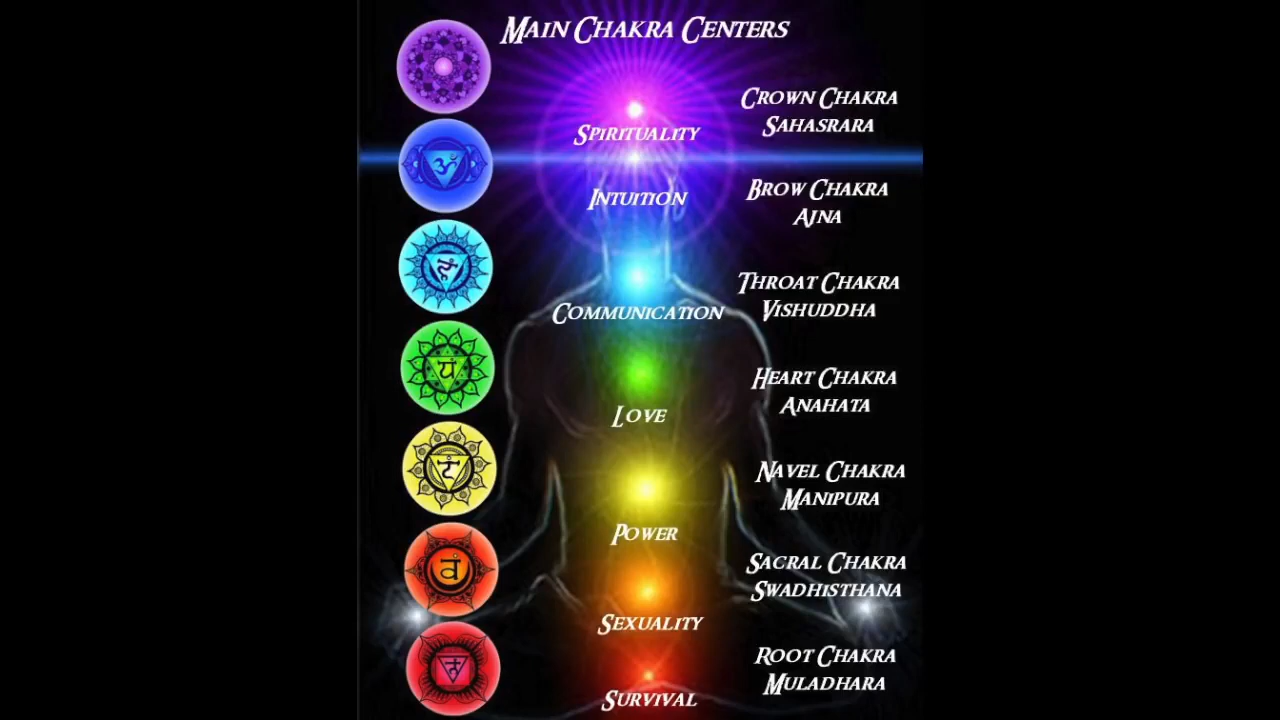 Main Chakra Centers
Crown Chakra
Sahasrara
Spirituality
Brow Chakra
Ajna
Intuition
ॐ
Throat Chakra
Vishuddha
Communication
Heart Chakra
Anahata
Love
यं
Navel Chakra
Manipura
Power
Sacral Chakra
Swadhisthana
Sexuality
वं
Root Chakra
Muladhara
Survival